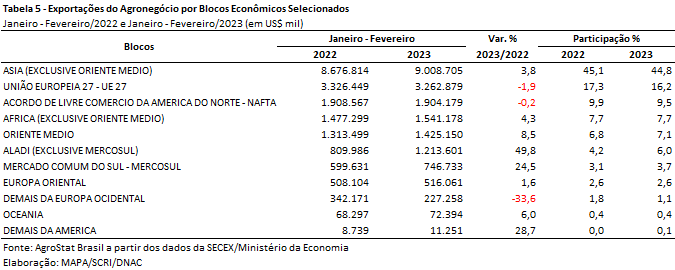 Tabela 5 - Exportações do Agronegócio por Blocos Econômicos Selecionados
Janeiro - Fevereiro/2022 e Janeiro - Fevereiro/2023 (em US$ mil)
Blocos Janeiro - Fevereiro Var. % Participação %
2022 2023 2023/2022 2022 2023
ASIA (EXCLUSIVE ORIENTE MEDIO) 8.676.814 9.008.705 3,8 45,1 44,8
UNIÃO EUROPEIA 27 - UE 27 3.326.449 3.262.879 -1,9 17,3 16,2
ACORDO DE LIVRE COMERCIO DA AMERICA DO NORTE - NAFTA 1.908.567 1.904.179 -0,2 9,9 9,5
AFRICA (EXCLUSIVE ORIENTE MEDIO) 1.477.299 1.541.178 4,3 7,7 7,7
ORIENTE MEDIO 1.313.499 1.425.150 8,5 6,8 7,1
ALADI (EXCLUSIVE MERCOSUL) 809.986 1.213.601 49,8 4,2 6,0
MERCADO COMUM DO SUL - MERCOSUL 599.631 746.733 24,5 3,1 3,7
EUROPA ORIENTAL 508.104 516.061 1,6 2,6 2,6
DEMAIS DA EUROPA OCIDENTAL 342.171 227.258 -33,6 1,8 1,1
OCEANIA 68.297 72.394 6,0 0,4 0,4
DEMAIS DA AMERICA 8.739 11.251 28,7 0,0 0,1
Fonte: AgroStat Brasil a partir dos dados da SECEX/Ministério da Economia
Elaboração: MAPA/SCRI/DNAC